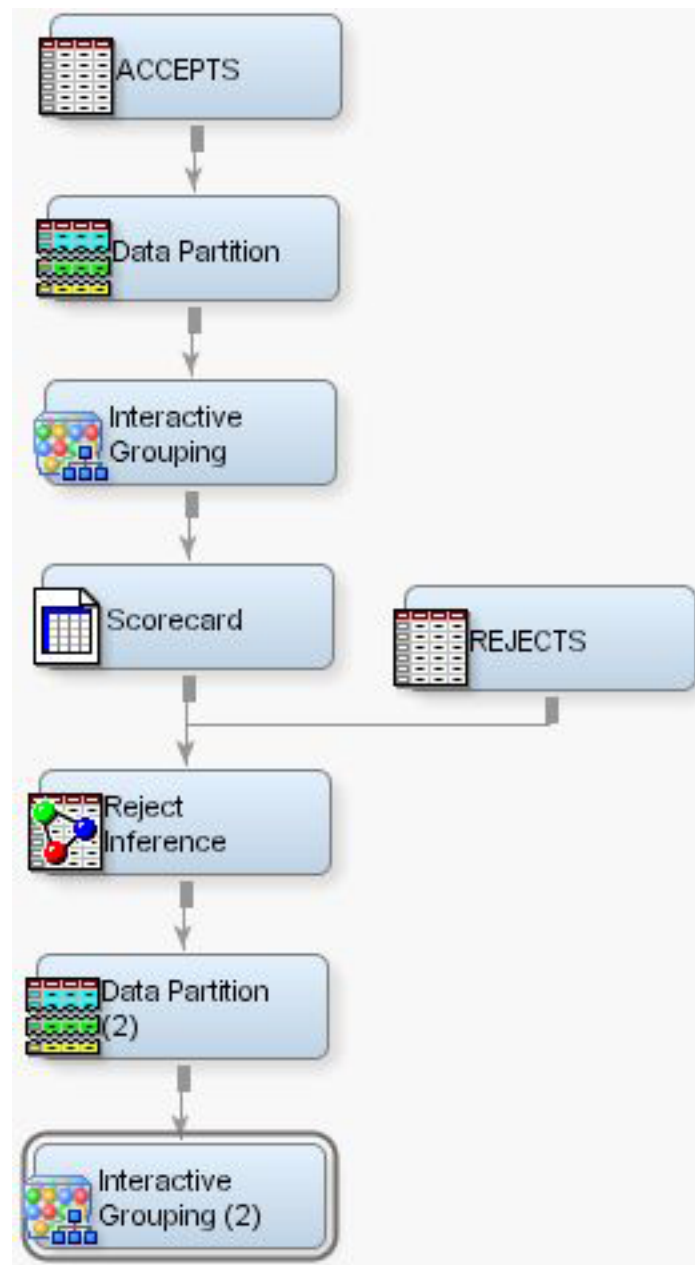 ACCEPTS
Data Partition
Interactive
Grouping
Scorecard
REJECTS
Reject
Inference
Data Partition
(2)
Interactive
Grouping (2)